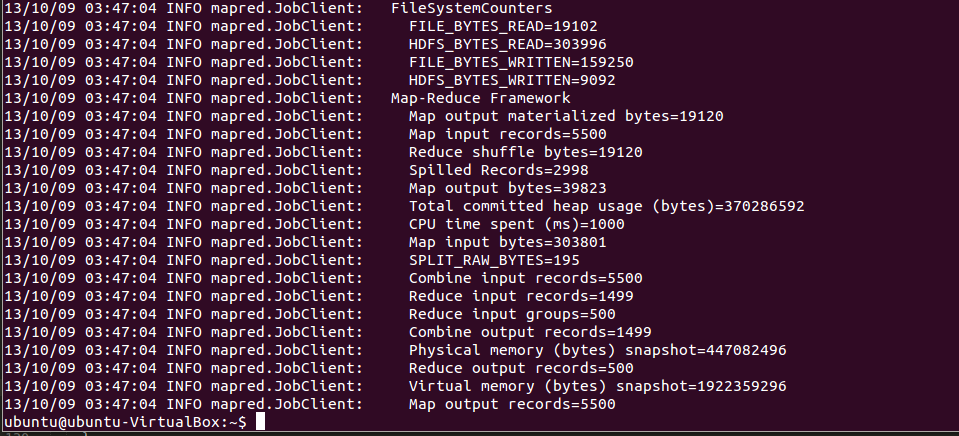 13/10/09 03:47:04 INFO mapred.JobClient:   FileSystemCounters
13/10/09 03:47:04 INFO mapred.JobClient:     FILE_BYTES_READ=19102
13/10/09 03:47:04 INFO mapred.JobClient:     HDFS_BYTES_READ=303996
13/10/09 03:47:04 INFO mapred.JobClient:     FILE_BYTES_WRITTEN=159250
13/10/09 03:47:04 INFO mapred.JobClient:     HDFS_BYTES_WRITTEN=9092
13/10/09 03:47:04 INFO mapred.JobClient:   Map-Reduce Framework
13/10/09 03:47:04 INFO mapred.JobClient:     Map output materialized bytes=19120
13/10/09 03:47:04 INFO mapred.JobClient:     Map input records=5500
13/10/09 03:47:04 INFO mapred.JobClient:     Reduce shuffle bytes=19120
13/10/09 03:47:04 INFO mapred.JobClient:     Spilled Records=2998
13/10/09 03:47:04 INFO mapred.JobClient:     Map output bytes=39823
13/10/09 03:47:04 INFO mapred.JobClient:     Total committed heap usage (bytes)=370286592
13/10/09 03:47:04 INFO mapred.JobClient:     CPU time spent (ms)=1000
13/10/09 03:47:04 INFO mapred.JobClient:     Map input bytes=303801
13/10/09 03:47:04 INFO mapred.JobClient:     SPLIT_RAW_BYTES=195
13/10/09 03:47:04 INFO mapred.JobClient:     Combine input records=5500
13/10/09 03:47:04 INFO mapred.JobClient:     Reduce input records=1499
13/10/09 03:47:04 INFO mapred.JobClient:     Reduce input groups=500
13/10/09 03:47:04 INFO mapred.JobClient:     Combine output records=1499
13/10/09 03:47:04 INFO mapred.JobClient:     Physical memory (bytes) snapshot=447082496
13/10/09 03:47:04 INFO mapred.JobClient:     Reduce output records=500
13/10/09 03:47:04 INFO mapred.JobClient:     Virtual memory (bytes) snapshot=1922359296
13/10/09 03:47:04 INFO mapred.JobClient:     Map output records=5500
ubuntu@ubuntu-VirtualBox:~$